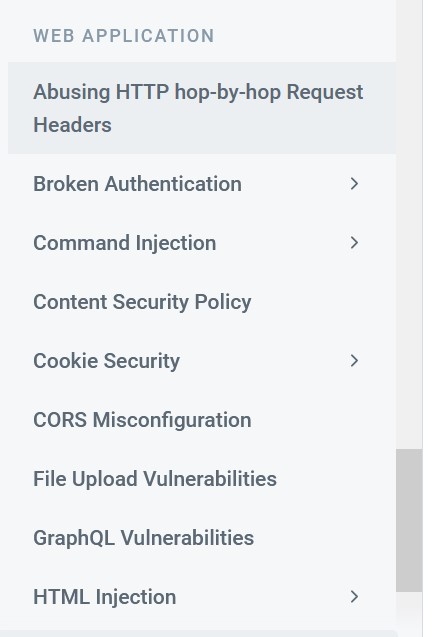 WEB APPLICATION
Abusing HTTP hop-by-hop Request
Headers
Broken Authentication
Command Injection
Content Security Policy
Cookie Security
CORS Misconfiguration
File Upload Vulnerabilities
GraphQL Vulnerabilities
HTML Injection